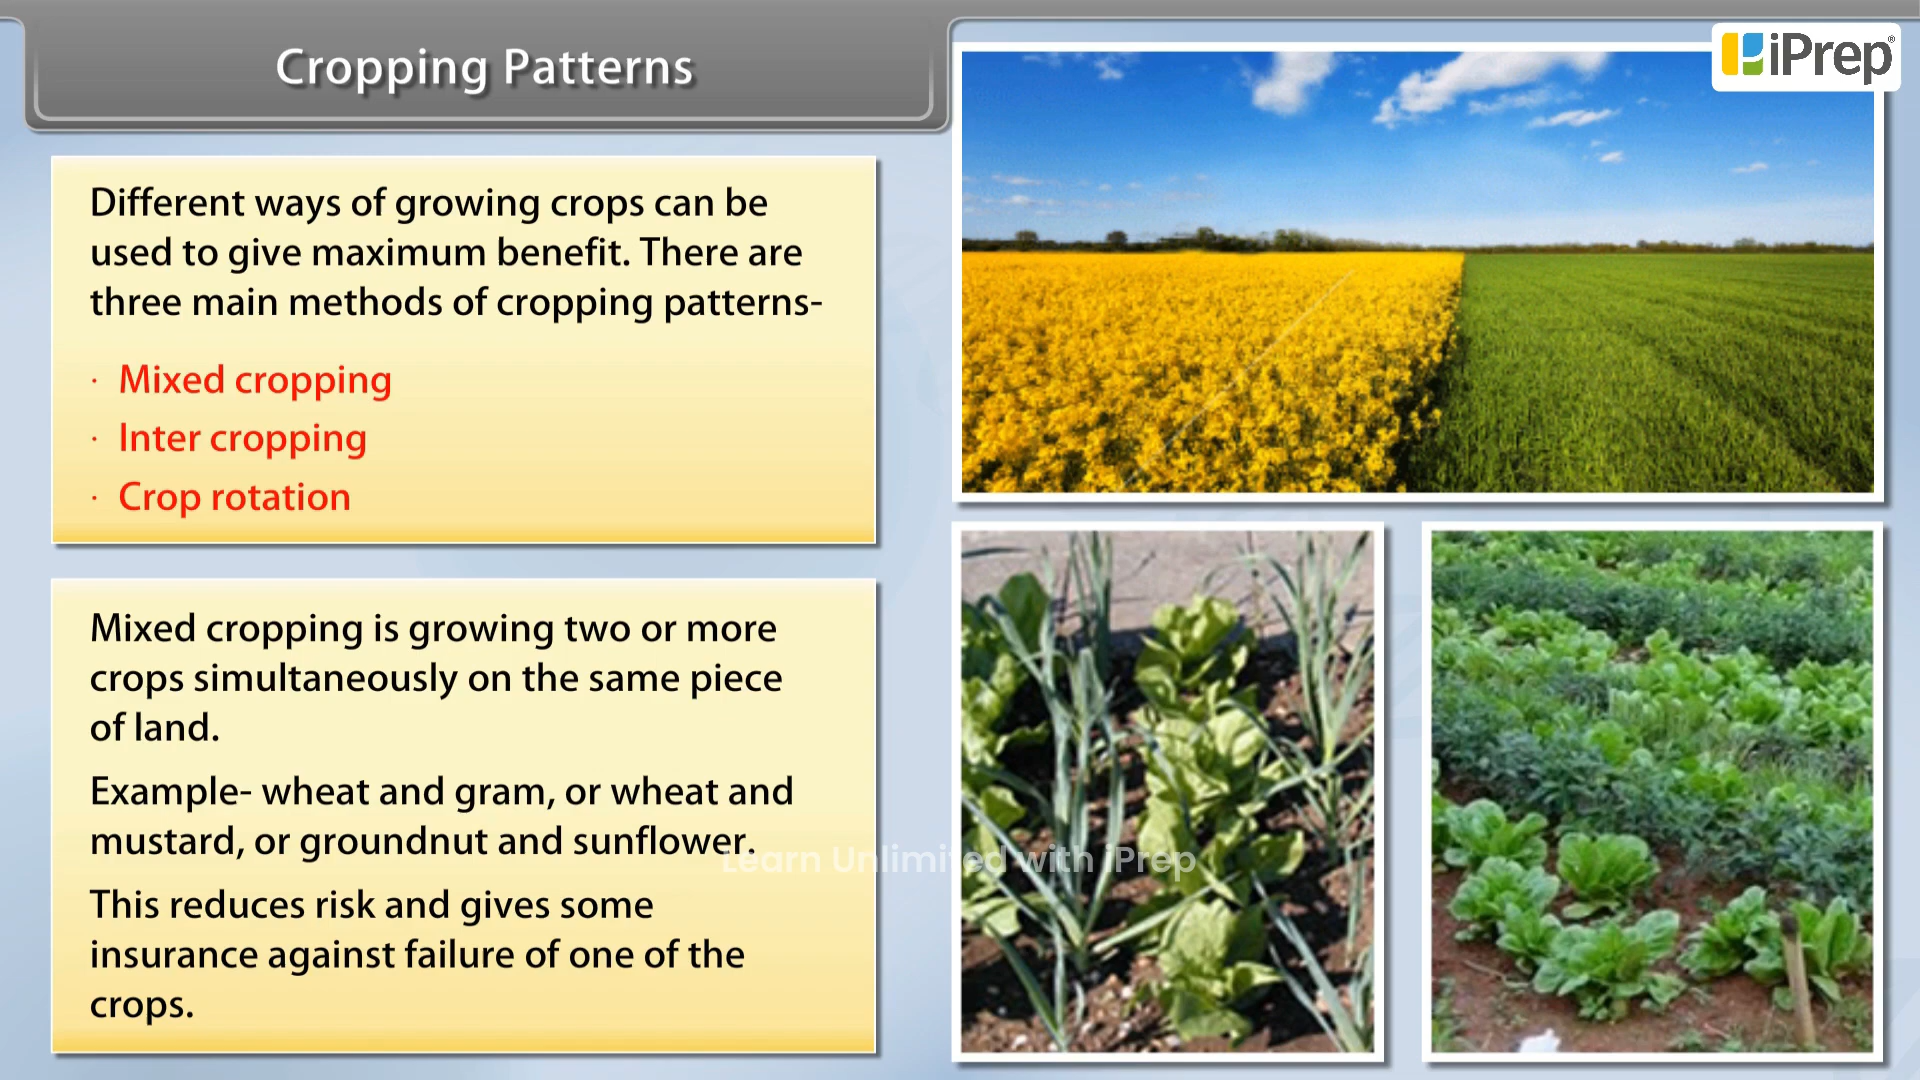 Cropping Patterns
iPrep®
Different ways of growing crops can be
used to give maximum benefit. There are
three main methods of cropping patterns-
· Mixed cropping
· Inter cropping
· Crop rotation
Mixed cropping is growing two or more
crops simultaneously on the same piece
of land.
Example- wheat and gram, or wheat and
mustard, or groundnut and sunflower.
Learn Unlimited with iPrep
This reduces risk and gives some
insurance against failure of one of the
crops.